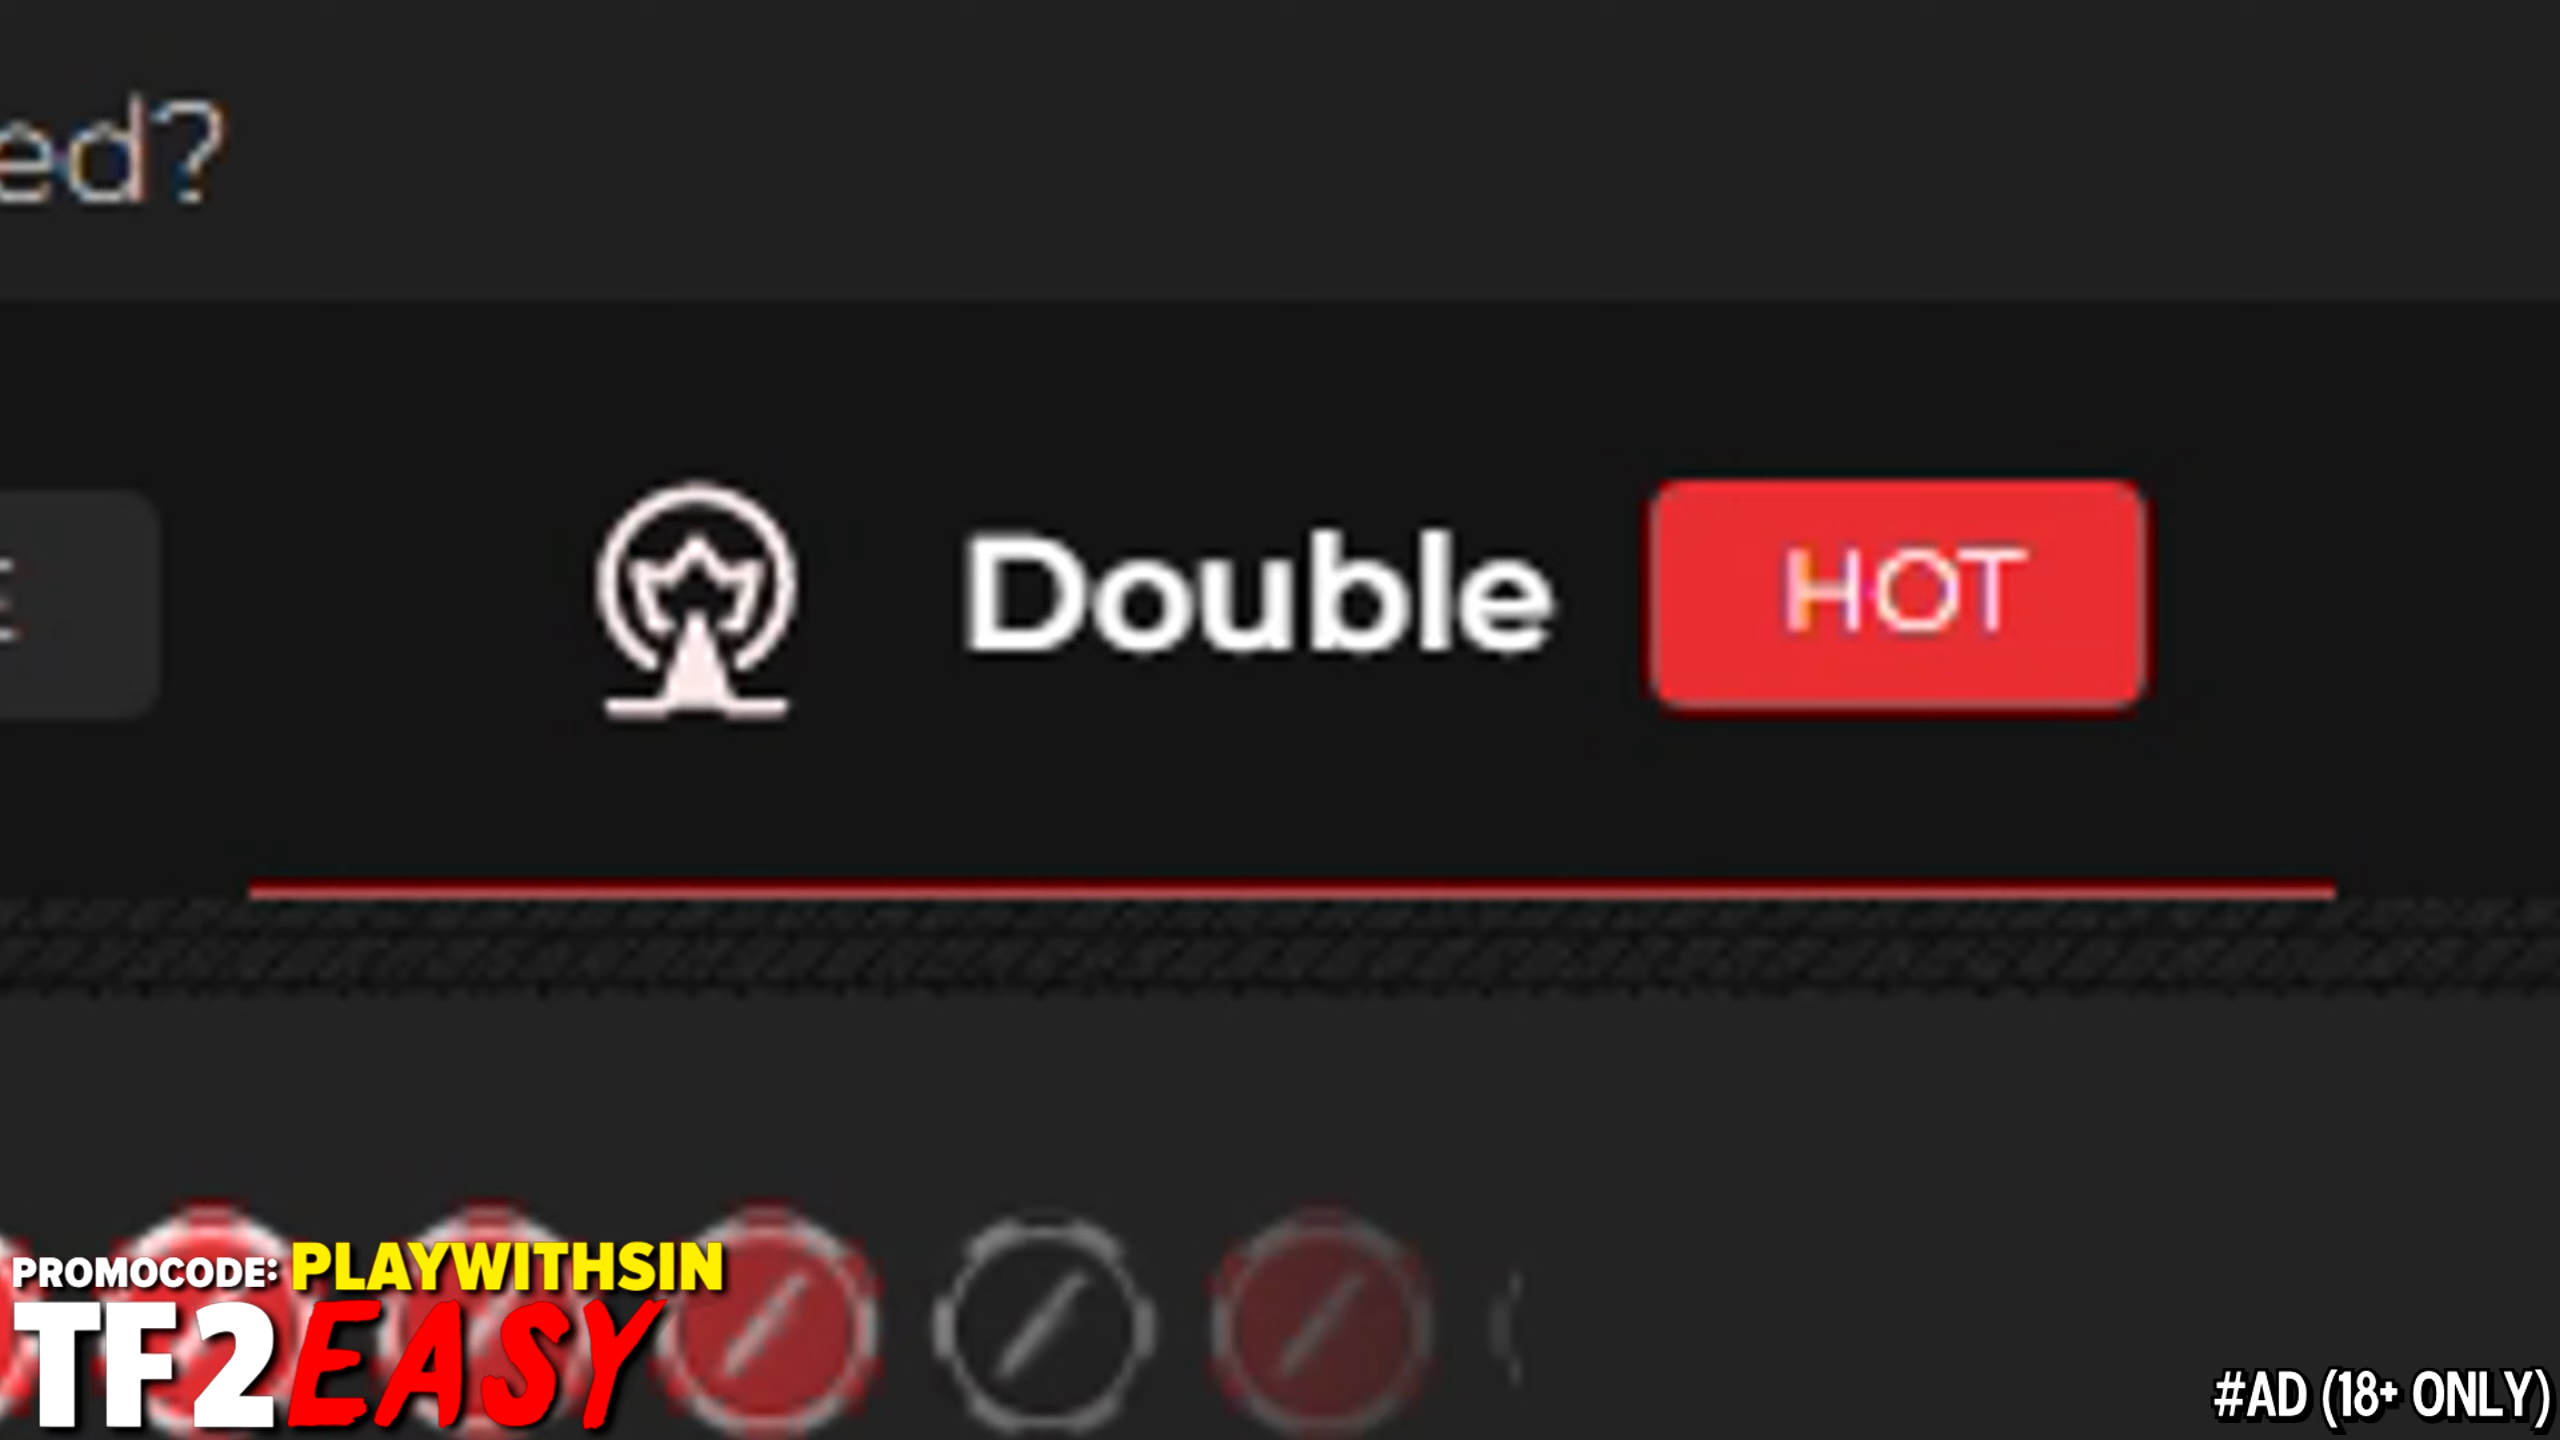 ed?
Double HOT
PROMOCODE: PLAYWITHSIN
TF2EASY
#AD (18+ ONLY)